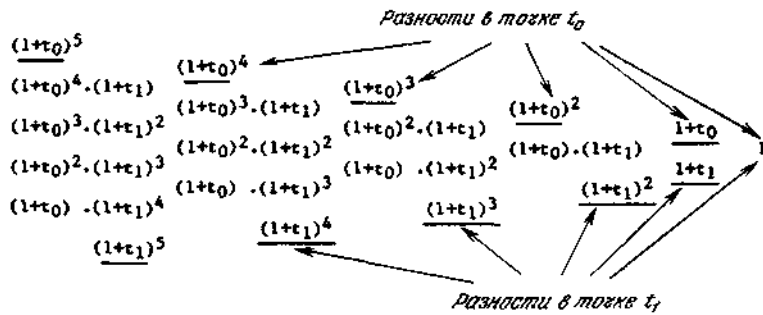 Разности в точке t₀
(1+t₀)⁵
(1+t₀)⁴·(1+t₁)
(1+t₀)³·(1+t₁)²
(1+t₀)²·(1+t₁)³
(1+t₀) ·(1+t₁)⁴
(1+t₁)⁵
(1+t₀)⁴
(1+t₀)³·(1+t₁)
(1+t₀)²·(1+t₁)²
(1+t₀) ·(1+t₁)³
(1+t₁)⁴
(1+t₀)³
(1+t₀)²·(1+t₁)
(1+t₀) ·(1+t₁)²
(1+t₁)³
(1+t₀)²
(1+t₀)·(1+t₁)
(1+t₁)²
1+t₀
1+t₁
1
Разности в точке t₁